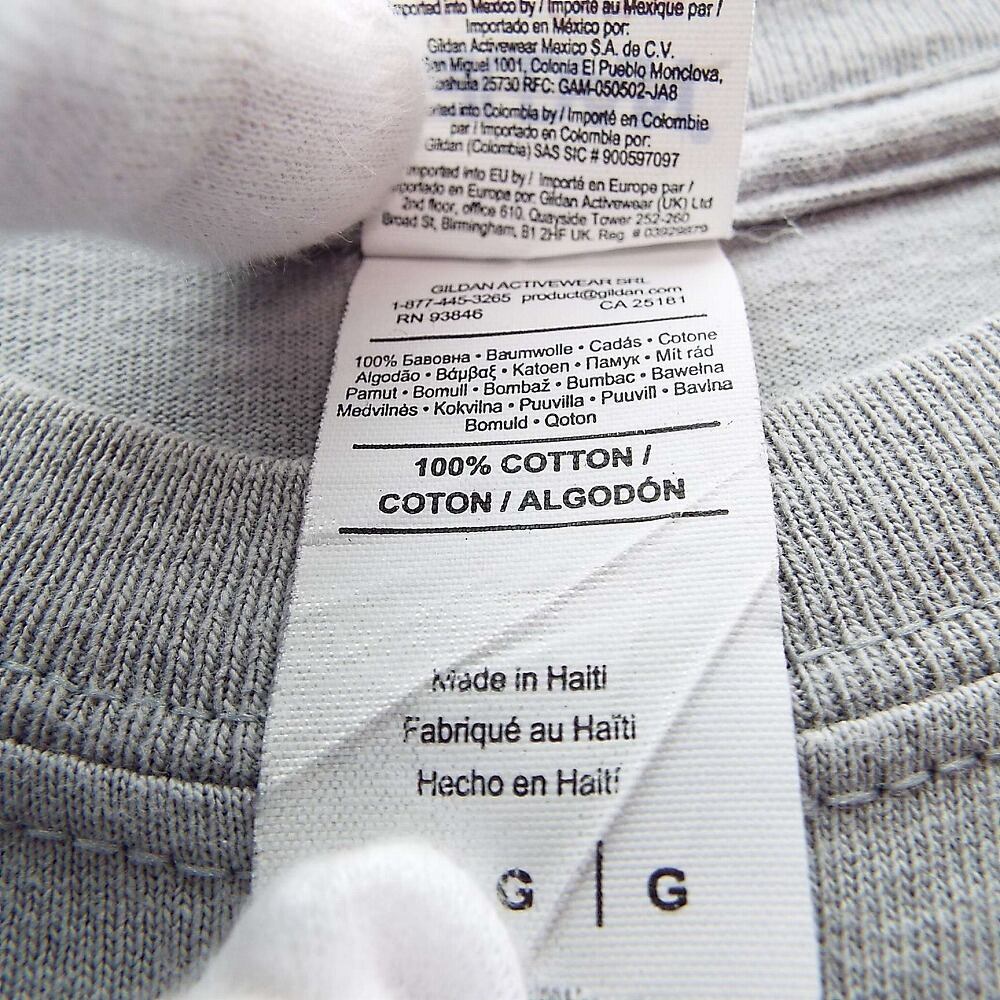 Imported into Mexico by / Importé au Mexique par /
Importado en México por:
Gildan Activewear Mexico S.A. de C.V.
San Miguel 1001, Colonia El Pueblo Monclova,
25730 RFC: GAM-050502-JA8
into Colombia by / Importé en Colombie
par / Importado en Colombia por:
Gildan (Colombia) SAS SIC # 900597097
Imported into EU by / Importé en Europe par /
Importado en Europe por: Gildan Activewear (UK) Ltd
2nd floor, office 610, Quayside Tower 252-260
Broad St, Birmingham, B1 2HF UK. Reg # 03929879
GILDAN ACTIVEWEAR SRL
1-877-445-3265 product@gildan.com
RN 93846 CA 25181
100% Бавовна • Baumwolle • Cadás • Cotone
Algodão • Βάμβαξ • Katoen • Памук • Mit rád
Pamut • Bomull • Bombaž • Bumbac • Bawełna
Medvilnės • Kokvilna • Puuvilla • Puuvill • Bavlna
Bomuld • Qoton
100% COTTON /
COTON / ALGODÓN
Made in Haiti
Fabriqué au Haïti
Hecho en Haití
G | G